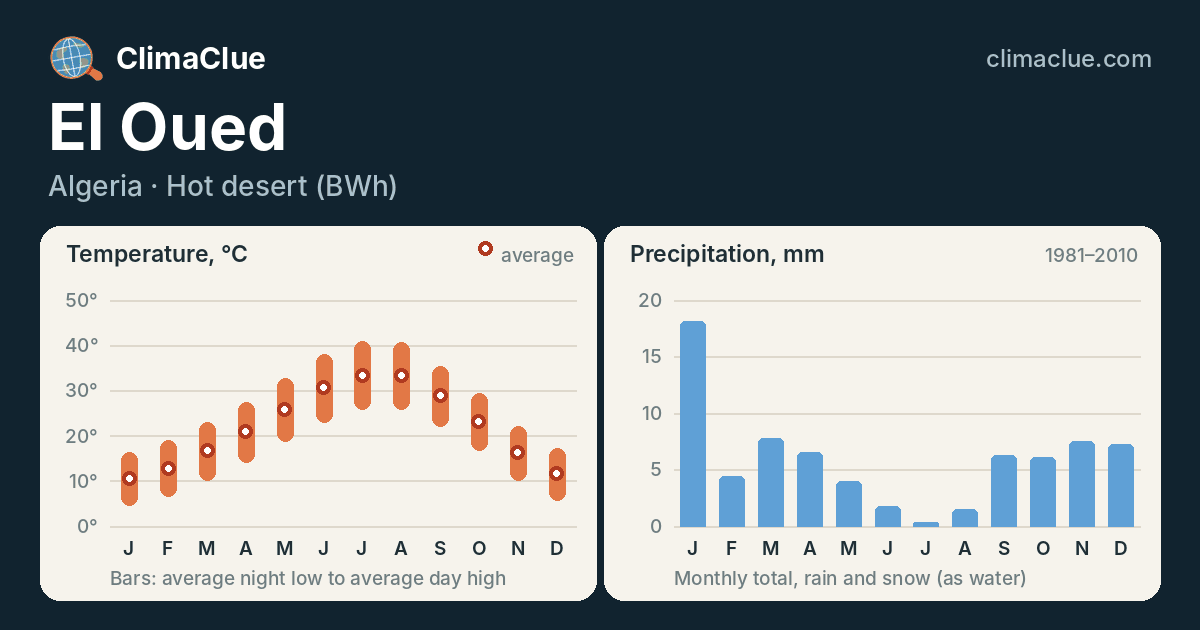 ClimaClue
climaclue.com
El Oued
Algeria · Hot desert (BWh)
Temperature, °C
average
50°
40°
30°
20°
10°
0°
J F M A M J J A S O N D
Bars: average night low to average day high
Precipitation, mm
1981–2010
20
15
10
5
0
J F M A M J J A S O N D
Monthly total, rain and snow (as water)